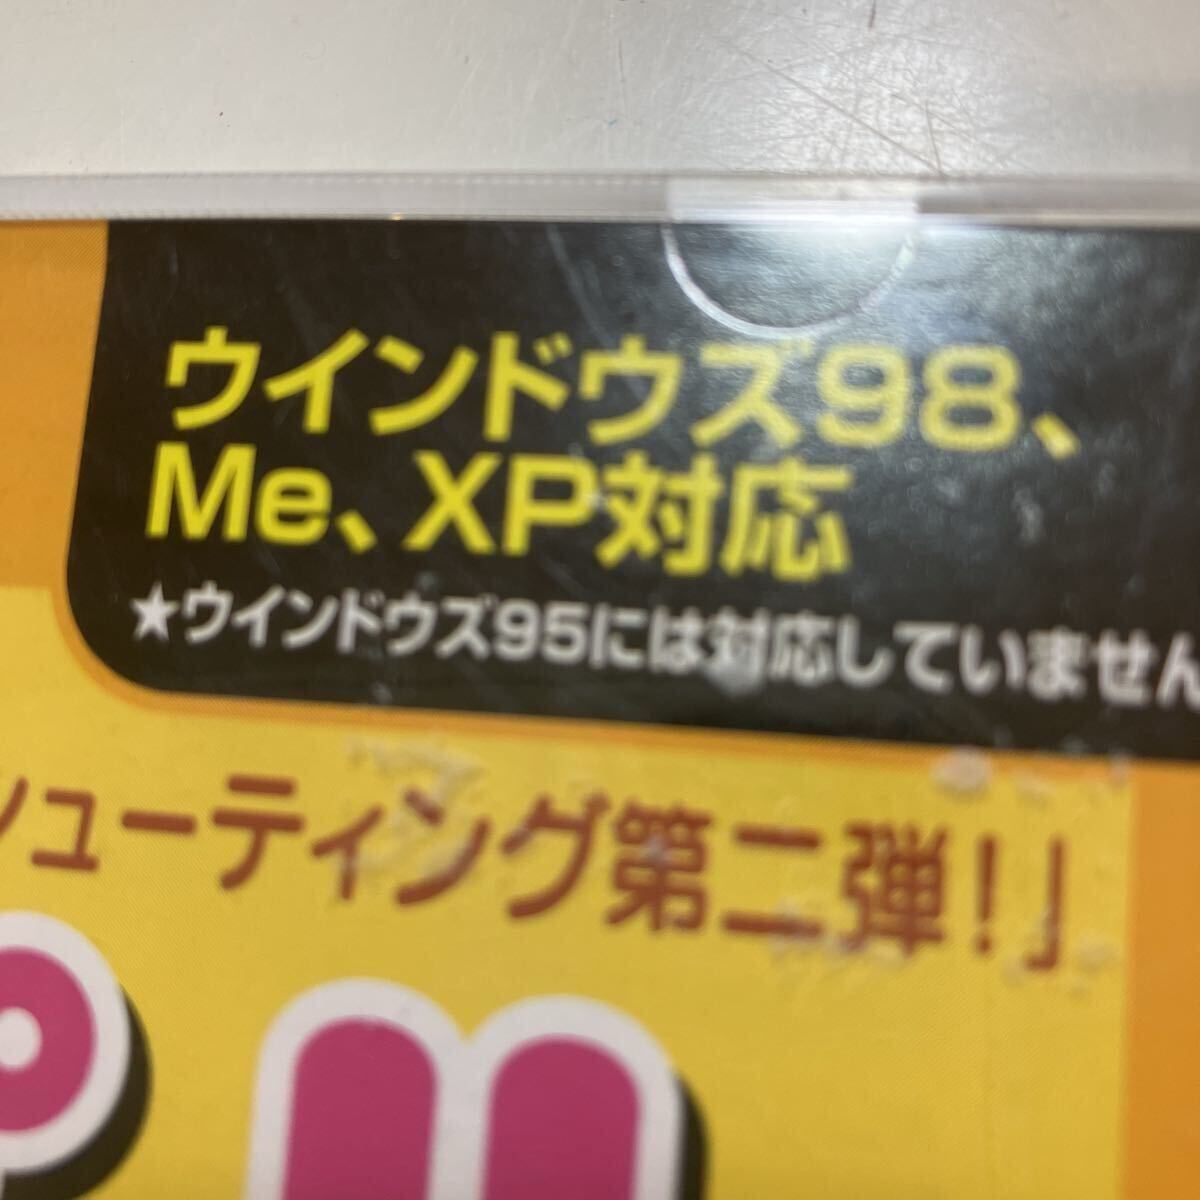 ウインドウズ98、
Me、XP対応
★ウインドウズ95には対応していません
シューティング第二弾!」